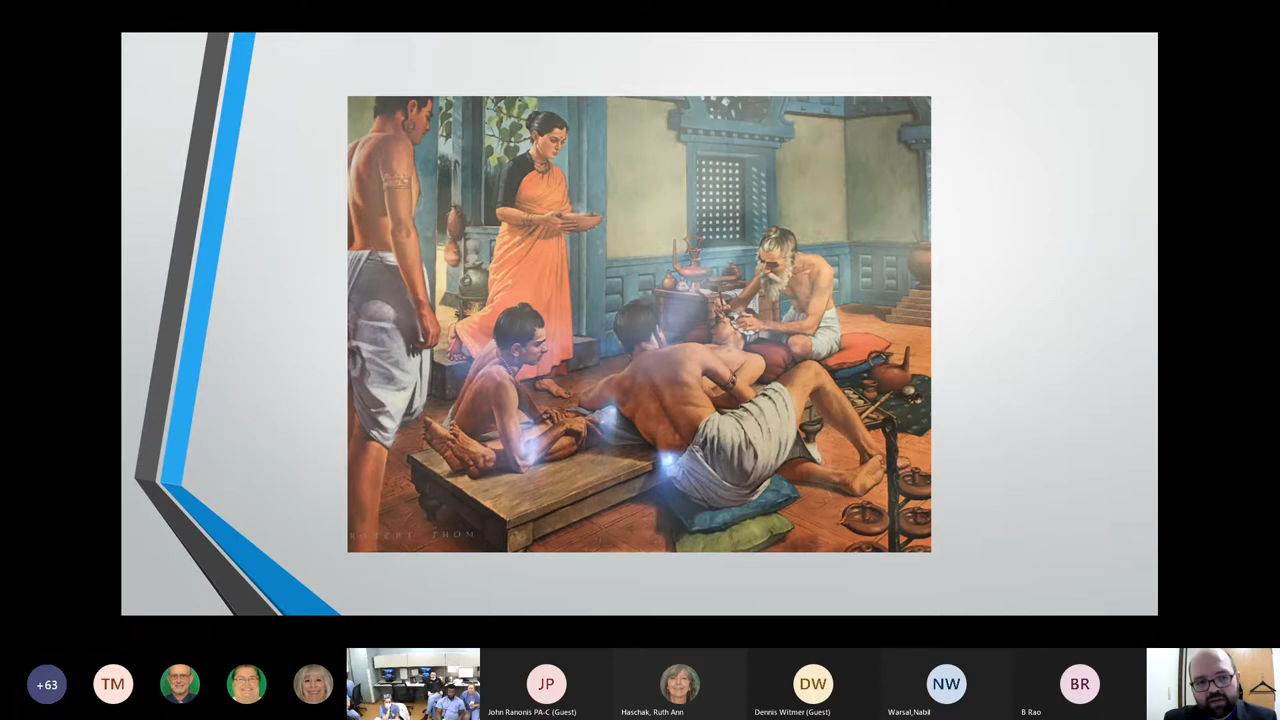 ROBERT THOM
+63
TM
JP
DW
NW
BR
John Ranonis PA-C (Guest)
Haschak, Ruth Ann
Dennis Witmer (Guest)
Warsal,Nabil
B Rao